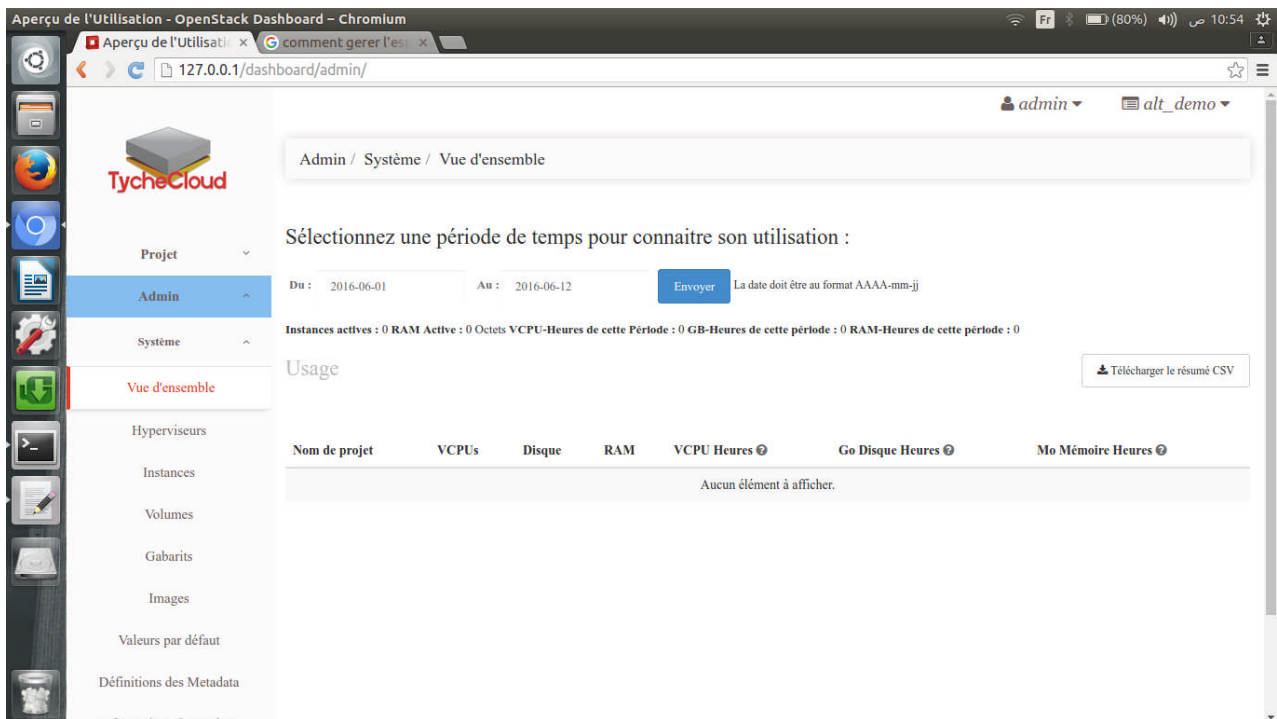 Aperçu de l'Utilisation - OpenStack Dashboard – Chromium
Fr (80%) 10:54 ص
Aperçu de l'Utilisati
comment gerer l'es
127.0.0.1/dashboard/admin/
admin
alt_demo
TycheCloud
Admin / Système / Vue d'ensemble
Sélectionnez une période de temps pour connaitre son utilisation :
Du : 2016-06-01 Au : 2016-06-12 Envoyer La date doit être au format AAAA-mm-jj
Instances actives : 0 RAM Active : 0 Octets VCPU-Heures de cette Période : 0 GB-Heures de cette période : 0 RAM-Heures de cette période : 0
Usage
Télécharger le résumé CSV
Nom de projet VCPUs Disque RAM VCPU Heures Go Disque Heures Mo Mémoire Heures
Aucun élément à afficher.
Projet
Admin
Système
Vue d'ensemble
Hyperviseurs
Instances
Volumes
Gabarits
Images
Valeurs par défaut
Définitions des Metadata